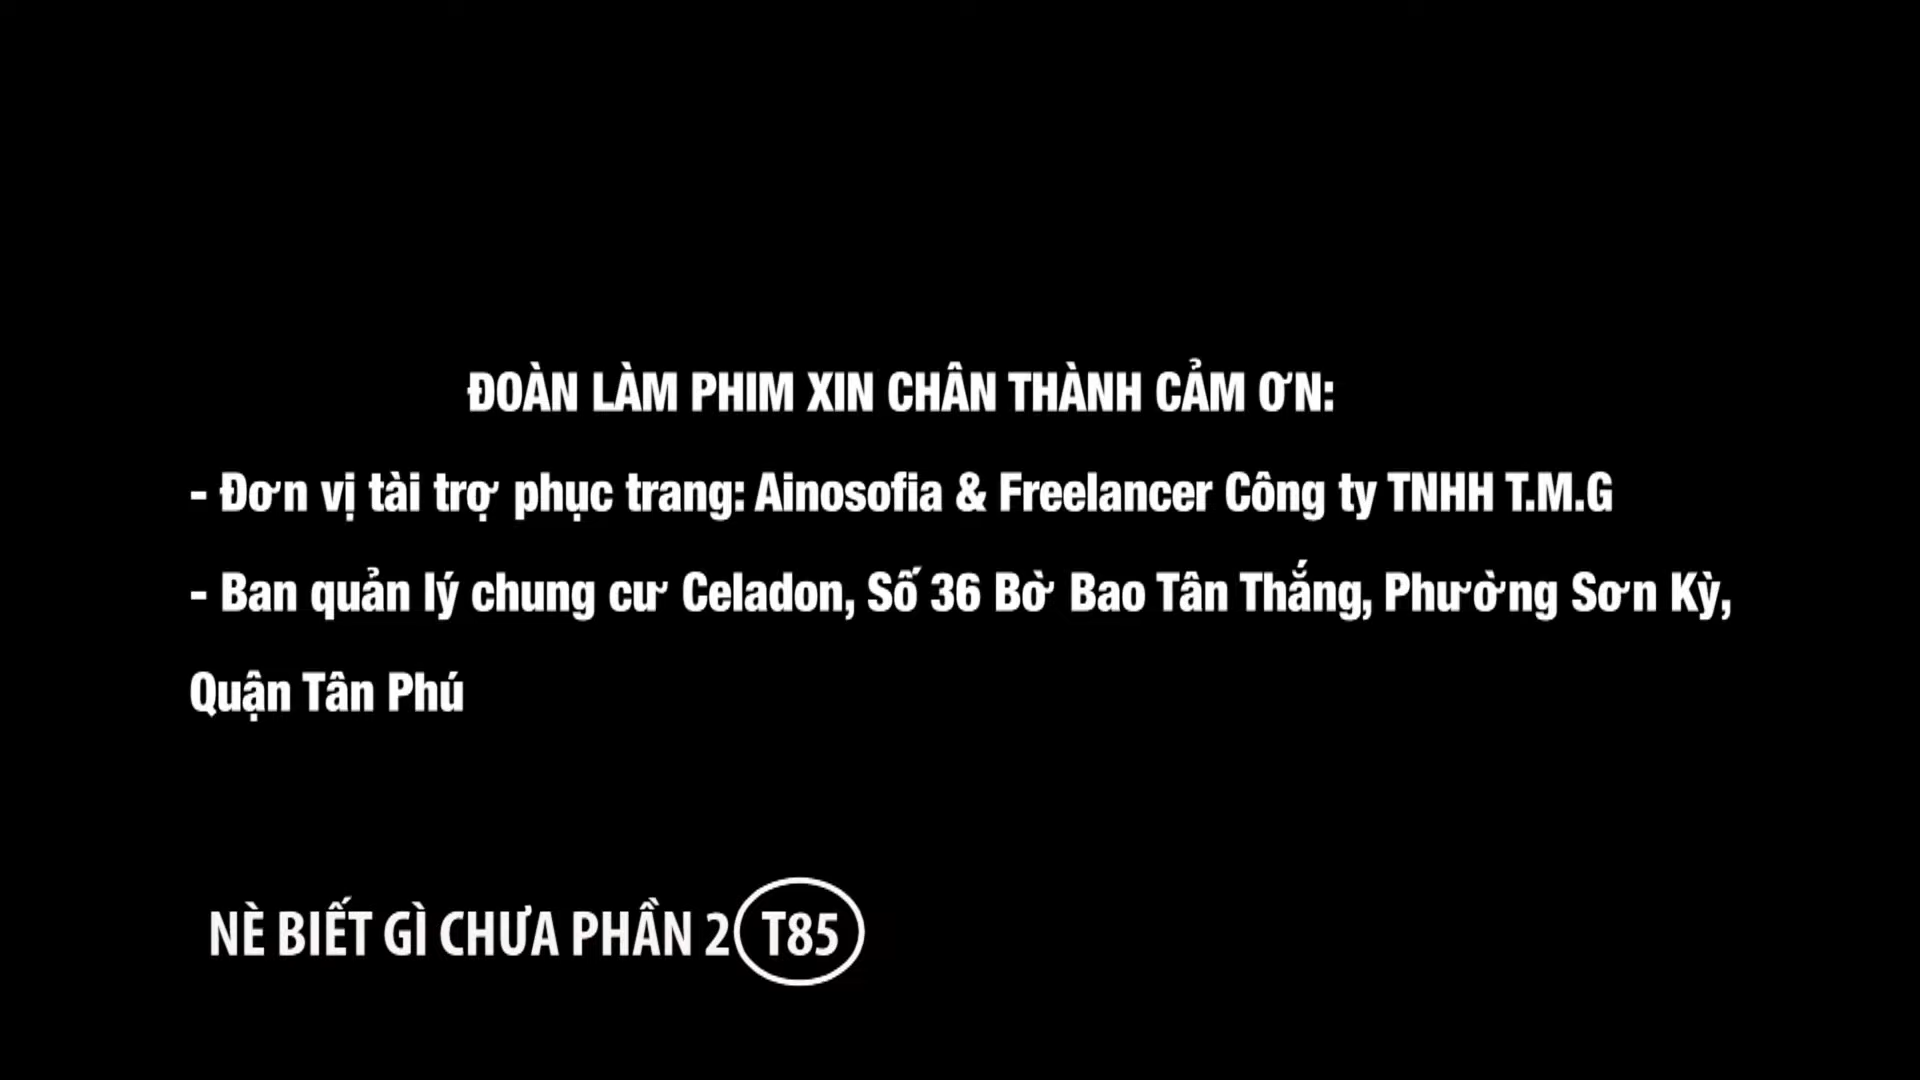 ĐOÀN LÀM PHIM XIN CHÂN THÀNH CẢM ƠN:
- Đơn vị tài trợ phục trang: Ainosofia & Freelancer Công ty TNHH T.M.G
- Ban quản lý chung cư Celadon, Số 36 Bờ Bao Tân Thắng, Phường Sơn Kỳ,
Quận Tân Phú
NÈ BIẾT GÌ CHƯA PHẦN 2 T85